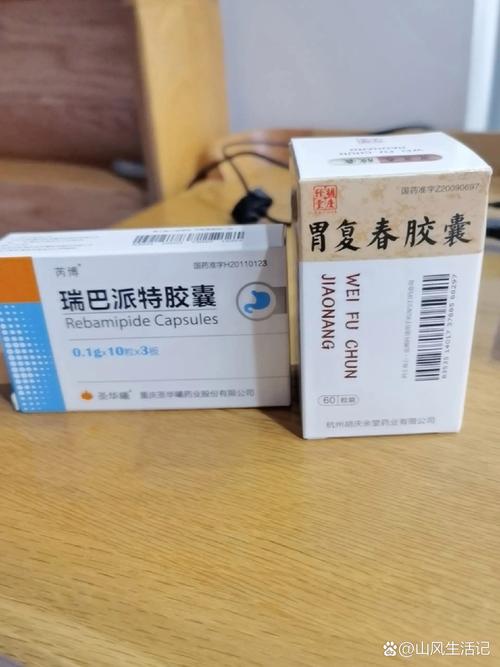 芮博
国药准字H20110123
瑞巴派特胶囊
Rebamipide Capsules
0.1g×10粒×3板
圣华曦
重庆圣华曦药业股份有限公司
WEI FU CHUN
JIAONANG
国药准字Z20090697
胃复春胶囊
WEI FU CHUN
JIAONANG
60粒装
杭州胡庆余堂药业有限公司
@山风生活记